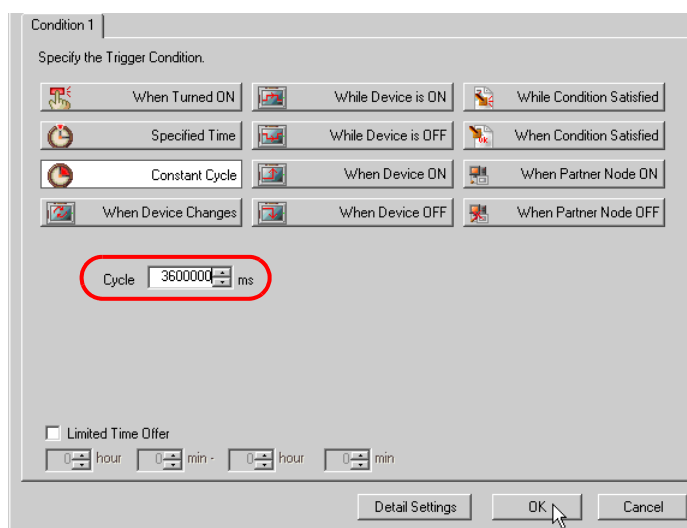 Condition 1
Specify the Trigger Condition.
When Turned ON While Device is ON While Condition Satisfied
Specified Time While Device is OFF When Condition Satisfied
Constant Cycle When Device ON When Partner Node ON
When Device Changes When Device OFF When Partner Node OFF
Cycle 3600000 ms
Limited Time Offer
0 hour 0 min - 0 hour 0 min
Detail Settings OK Cancel